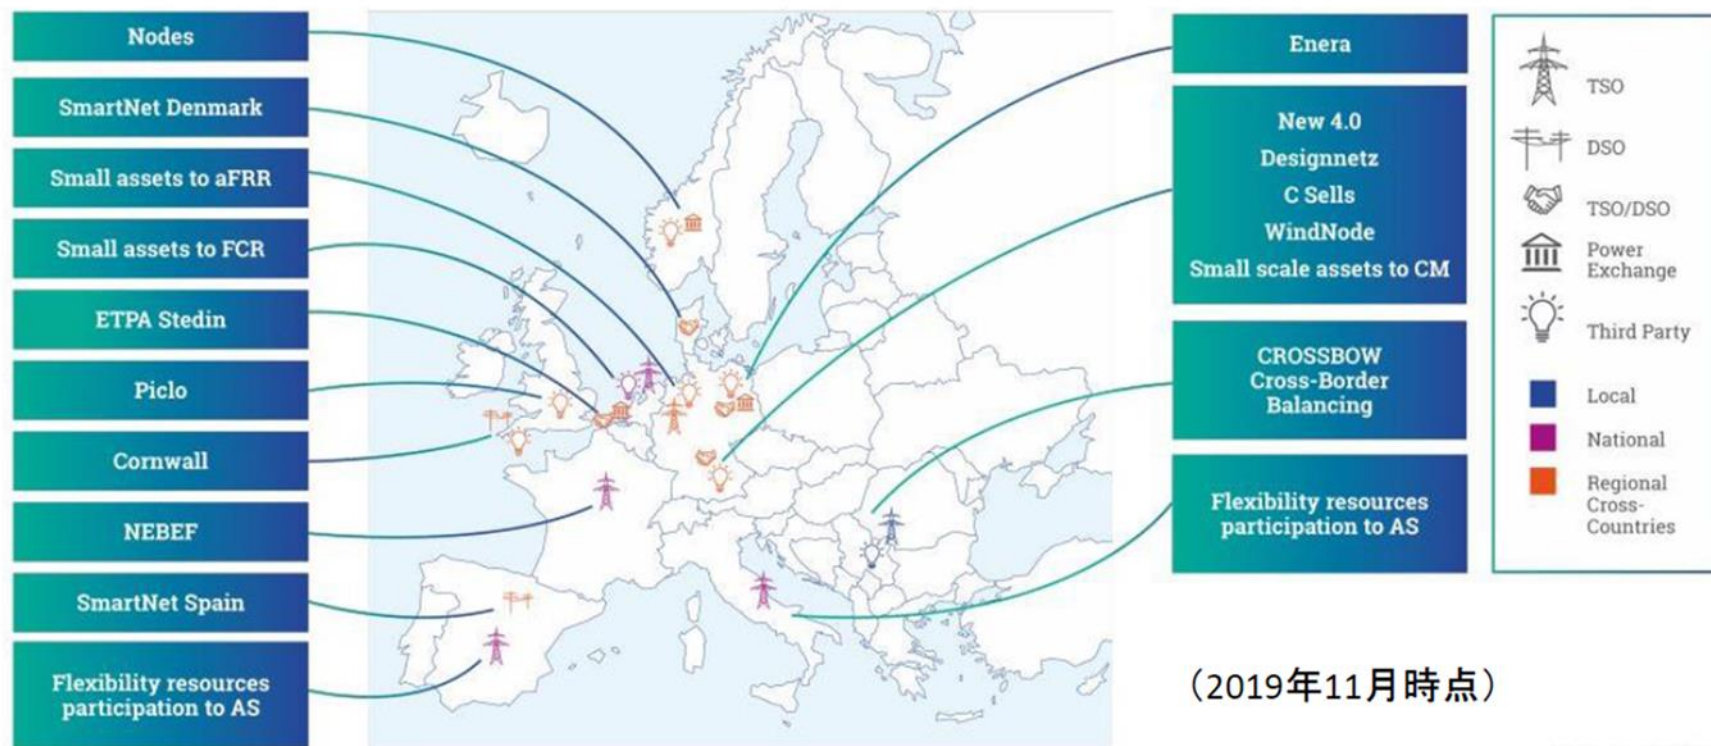 Nodes
SmartNet Denmark
Small assets to aFRR
Small assets to FCR
ETPA Stedin
Piclo
Cornwall
NEBEF
SmartNet Spain
Flexibility resources
participation to AS
Enera
New 4.0
Designnetz
C Sells
WindNode
Small scale assets to CM
CROSSBOW
Cross-Border
Balancing
Flexibility resources
participation to AS
TSO
DSO
TSO/DSO
Power
Exchange
Third Party
Local
National
Regional
Cross-
Countries
（2019年11月時点）